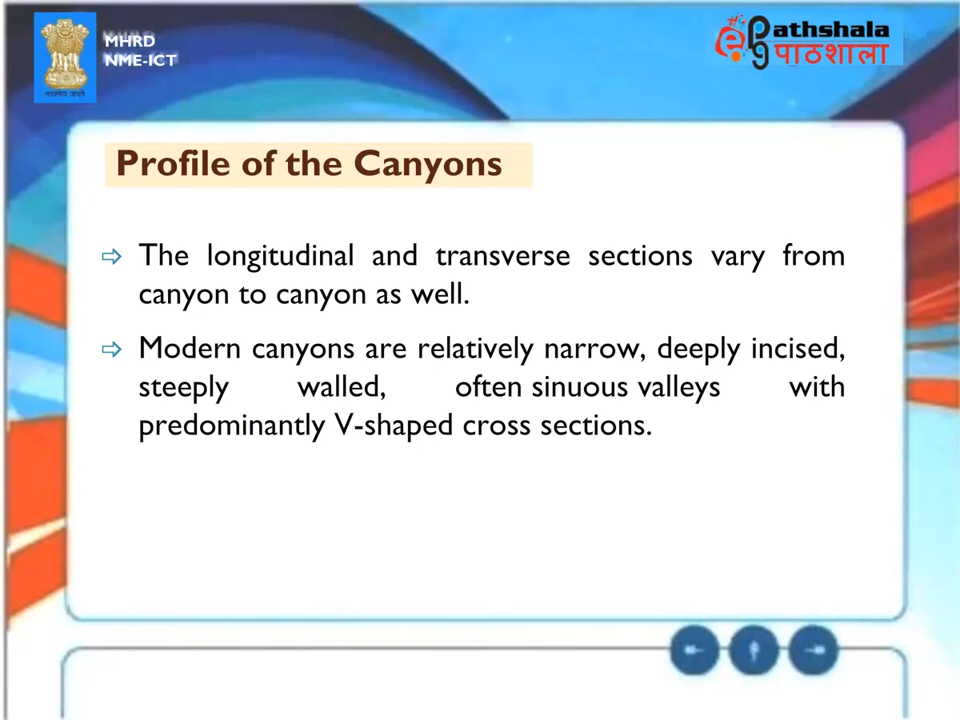 MHRD
NME-ICT
e pg athshala
पाठशाला
Profile of the Canyons
⇨ The longitudinal and transverse sections vary from
canyon to canyon as well.
⇨ Modern canyons are relatively narrow, deeply incised,
steeply walled, often sinuous valleys with
predominantly V-shaped cross sections.